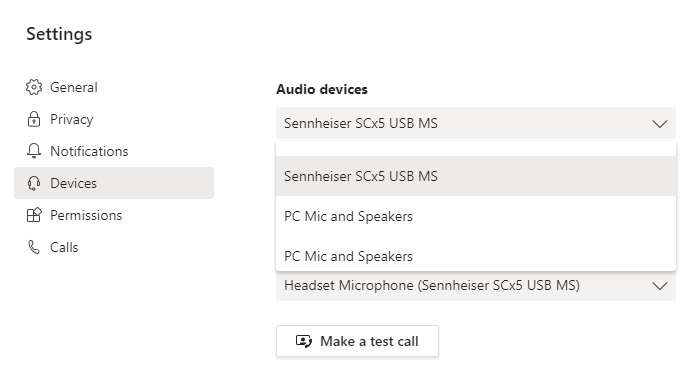 Settings
General
Privacy
Notifications
Devices
Permissions
Calls
Audio devices
Sennheiser SCx5 USB MS
Sennheiser SCx5 USB MS
PC Mic and Speakers
PC Mic and Speakers
Headset Microphone (Sennheiser SCx5 USB MS)
Make a test call